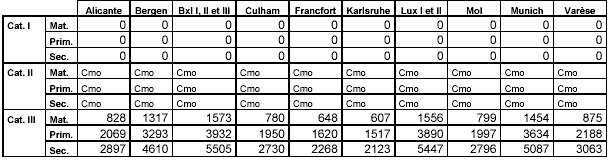 Alicante Bergen Bxl I, II et III Culham Francfort Karlsruhe Lux I et II Mol Munich Varèse
Cat. I Mat. 0 0 0 0 0 0 0 0 0 0
Prim. 0 0 0 0 0 0 0 0 0 0
Sec. 0 0 0 0 0 0 0 0 0 0
Cat. II Mat. Cmo Cmo Cmo Cmo Cmo Cmo Cmo Cmo Cmo Cmo
Prim. Cmo Cmo Cmo Cmo Cmo Cmo Cmo Cmo Cmo Cmo
Sec. Cmo Cmo Cmo Cmo Cmo Cmo Cmo Cmo Cmo Cmo
Cat. III Mat. 828 1317 1573 780 648 607 1556 799 1454 875
Prim. 2069 3293 3932 1950 1620 1517 3890 1997 3634 2188
Sec. 2897 4610 5505 2730 2268 2123 5447 2796 5087 3063